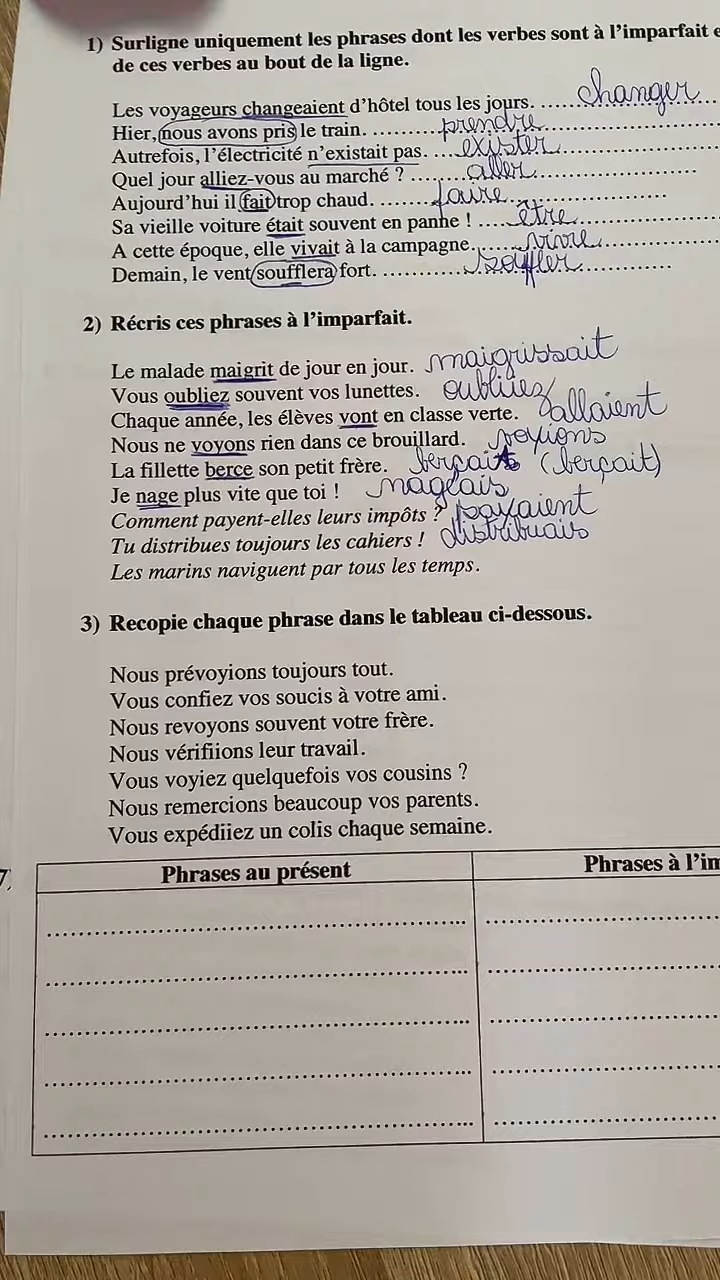 1) Surligne uniquement les phrases dont les verbes sont à l'imparfait e
de ces verbes au bout de la ligne.
Les voyageurs changeaient d'hôtel tous les jours. ..... changer
Hier, nous avons pris le train. ..... prendre
Autrefois, l'électricité n'existait pas. ..... exister
Quel jour alliez-vous au marché ? ..... aller
Aujourd'hui il fait trop chaud. ..... faire
Sa vieille voiture était souvent en panne ! ..... être
A cette époque, elle vivait à la campagne. ..... vivre
Demain, le vent soufflera fort. ..... souffler
2) Récris ces phrases à l'imparfait.
Le malade maigrit de jour en jour. maigrissait
Vous oubliez souvent vos lunettes. oubliiez
Chaque année, les élèves vont en classe verte. allaient
Nous ne voyons rien dans ce brouillard. voyions
La fillette berce son petit frère. berçait (berçait)
Je nage plus vite que toi ! nageais
Comment payent-elles leurs impôts ? payaient
Tu distribues toujours les cahiers ! distribuais
Les marins naviguent par tous les temps.
3) Recopie chaque phrase dans le tableau ci-dessous.
Nous prévoyions toujours tout.
Vous confiez vos soucis à votre ami.
Nous revoyons souvent votre frère.
Nous vérifiions leur travail.
Vous voyiez quelquefois vos cousins ?
Nous remercions beaucoup vos parents.
Vous expédiiez un colis chaque semaine.
7)
Phrases au présent Phrases à l'im